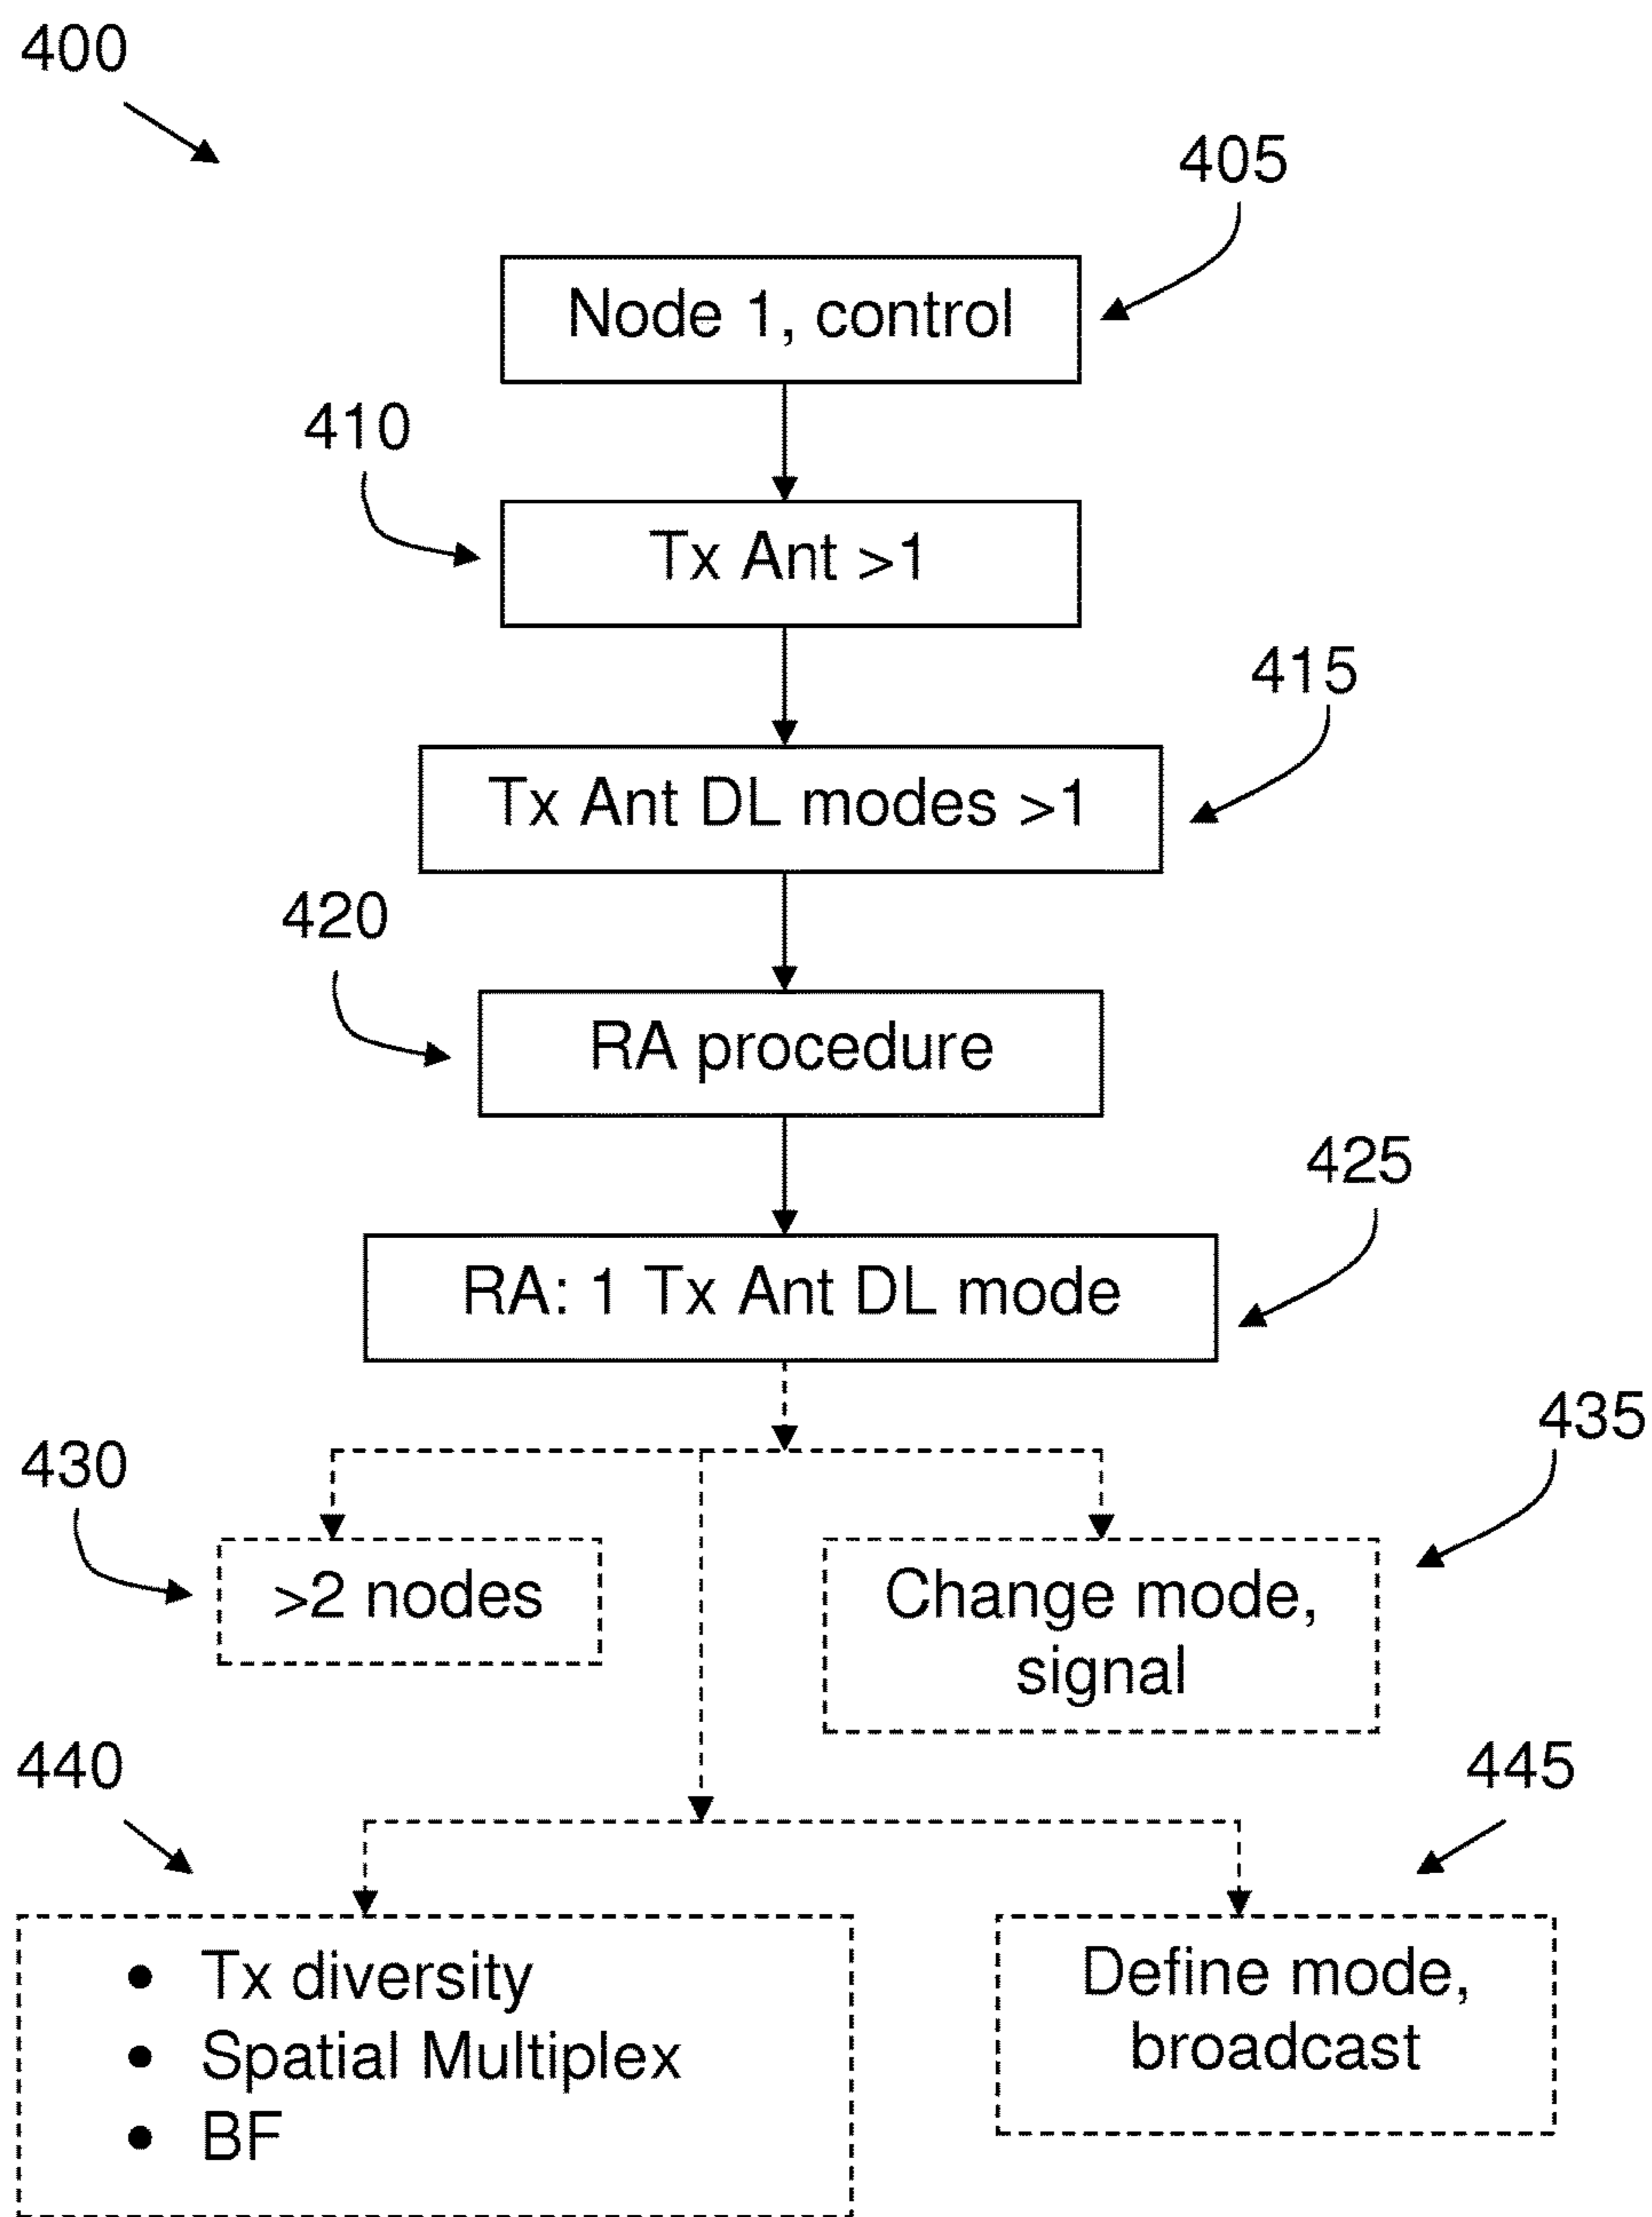 400
405
Node 1, control
410
Tx Ant >1
415
Tx Ant DL modes >1
420
RA procedure
425
RA: 1 Tx Ant DL mode
435
430
>2 nodes
Change mode,
signal
440
445
• Tx diversity
• Spatial Multiplex
• BF
Define mode,
broadcast